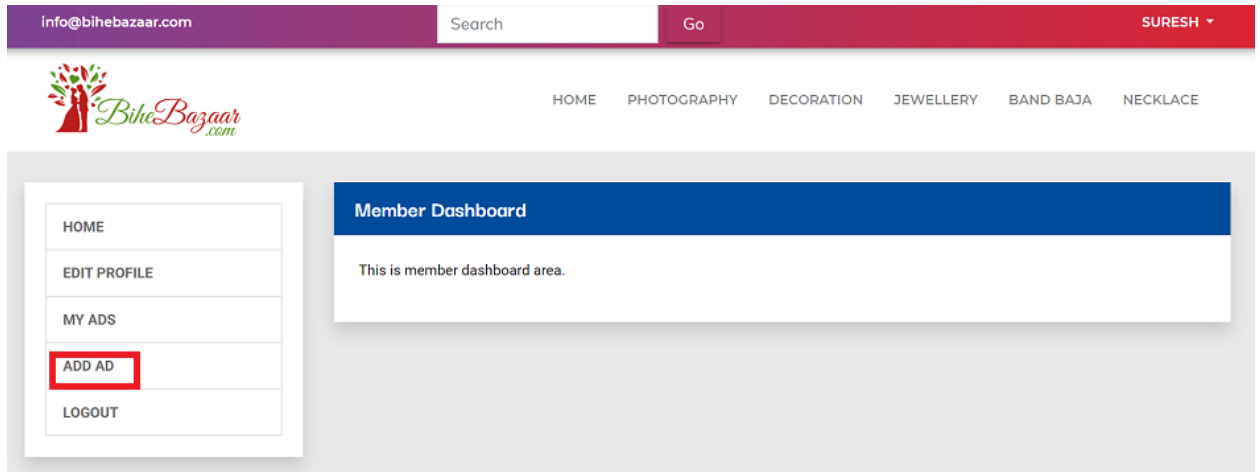 info@bihebazaar.com Search Go SURESH
BiheBazaar
.com
HOME PHOTOGRAPHY DECORATION JEWELLERY BAND BAJA NECKLACE
HOME
EDIT PROFILE
MY ADS
ADD AD
LOGOUT
Member Dashboard
This is member dashboard area.